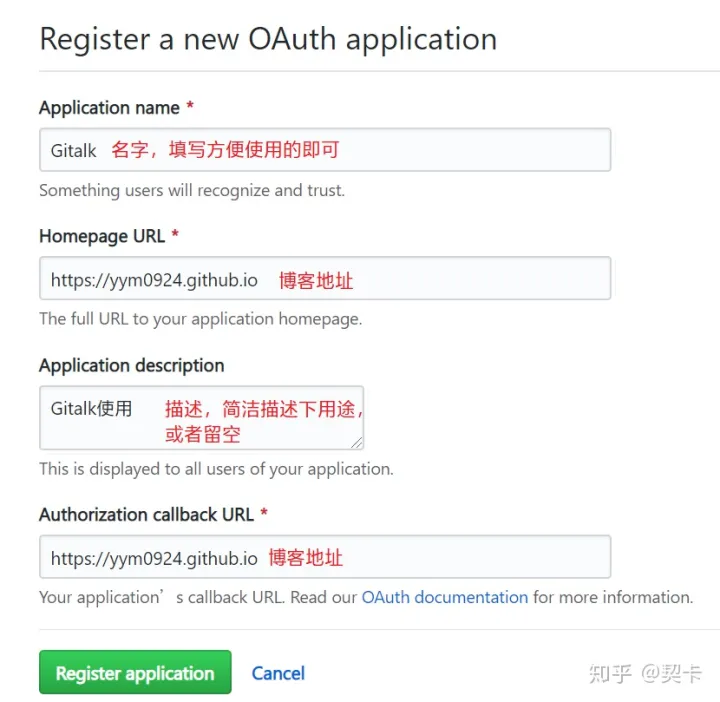 Register a new OAuth application
Application name *
Gitalk 名字，填写方便使用的即可
Something users will recognize and trust.
Homepage URL *
https://yym0924.github.io 博客地址
The full URL to your application homepage.
Application description
Gitalk使用 描述，简洁描述下用途，
或者留空
This is displayed to all users of your application.
Authorization callback URL *
https://yym0924.github.io 博客地址
Your application’s callback URL. Read our OAuth documentation for more information.
Register application Cancel
知乎 @契卡